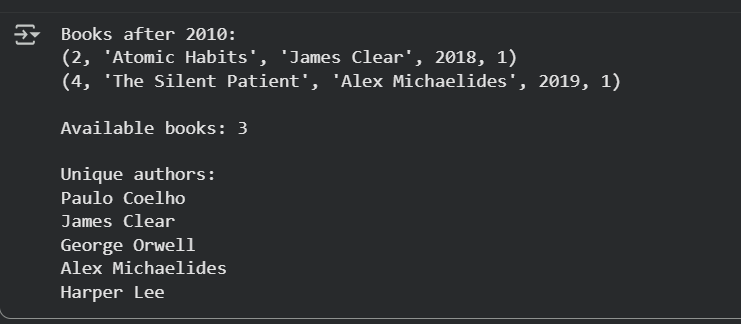 Books after 2010:
(2, 'Atomic Habits', 'James Clear', 2018, 1)
(4, 'The Silent Patient', 'Alex Michaelides', 2019, 1)
Available books: 3
Unique authors:
Paulo Coelho
James Clear
George Orwell
Alex Michaelides
Harper Lee